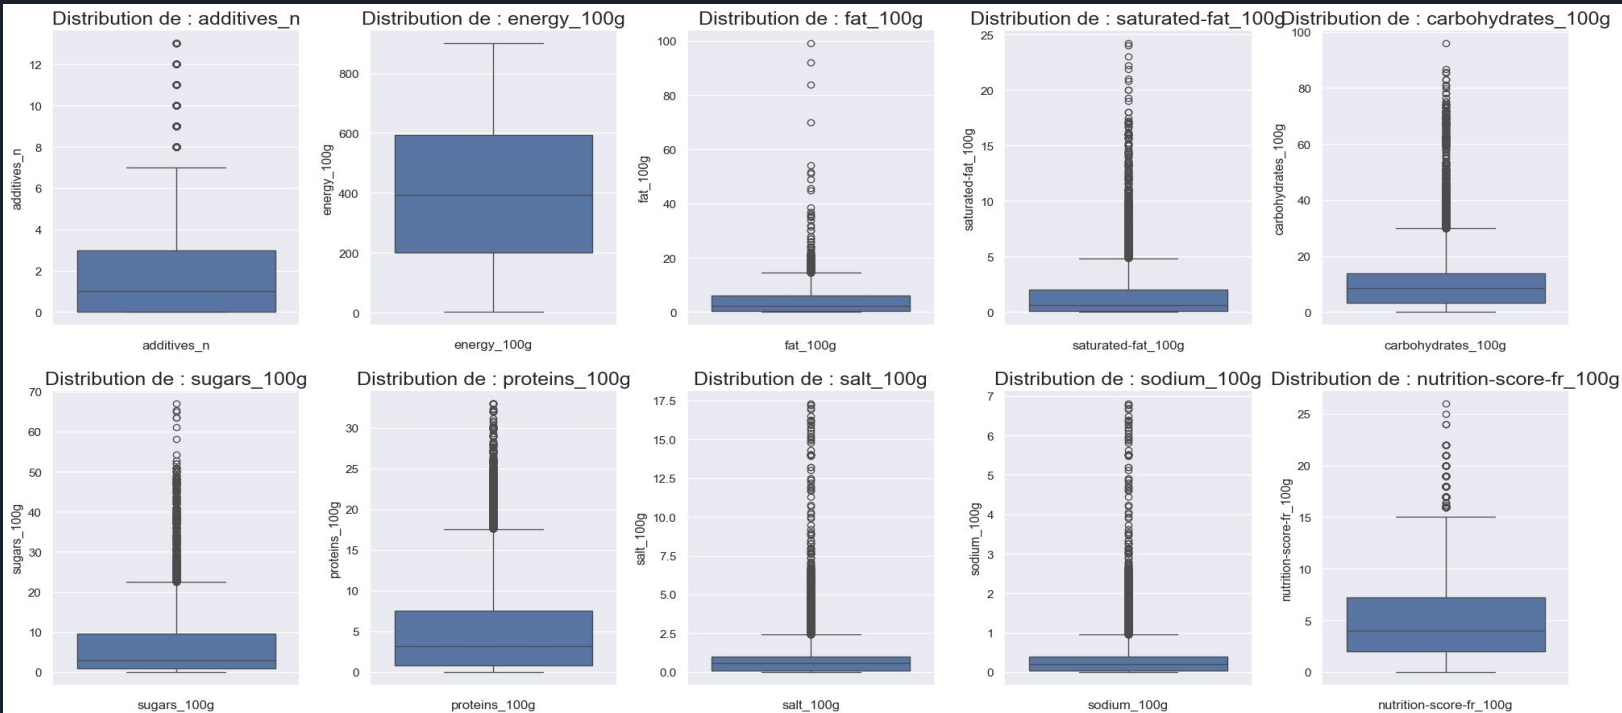 Distribution de : additives_n
12
10
8
6
4
2
0
additives_n
additives_n
Distribution de : energy_100g
800
600
400
200
0
energy_100g
energy_100g
Distribution de : fat_100g
100
80
60
40
20
0
fat_100g
fat_100g
Distribution de : saturated-fat_100g
25
20
15
10
5
0
saturated-fat_100g
saturated-fat_100g
Distribution de : carbohydrates_100g
100
80
60
40
20
0
carbohydrates_100g
carbohydrates_100g
Distribution de : sugars_100g
70
60
50
40
30
20
10
0
sugars_100g
sugars_100g
Distribution de : proteins_100g
30
25
20
15
10
5
0
proteins_100g
proteins_100g
Distribution de : salt_100g
17.5
15.0
12.5
10.0
7.5
5.0
2.5
0.0
salt_100g
salt_100g
Distribution de : sodium_100g
7
6
5
4
3
2
1
0
sodium_100g
sodium_100g
Distribution de : nutrition-score-fr_100g
25
20
15
10
5
0
nutrition-score-fr_100g
nutrition-score-fr_100g